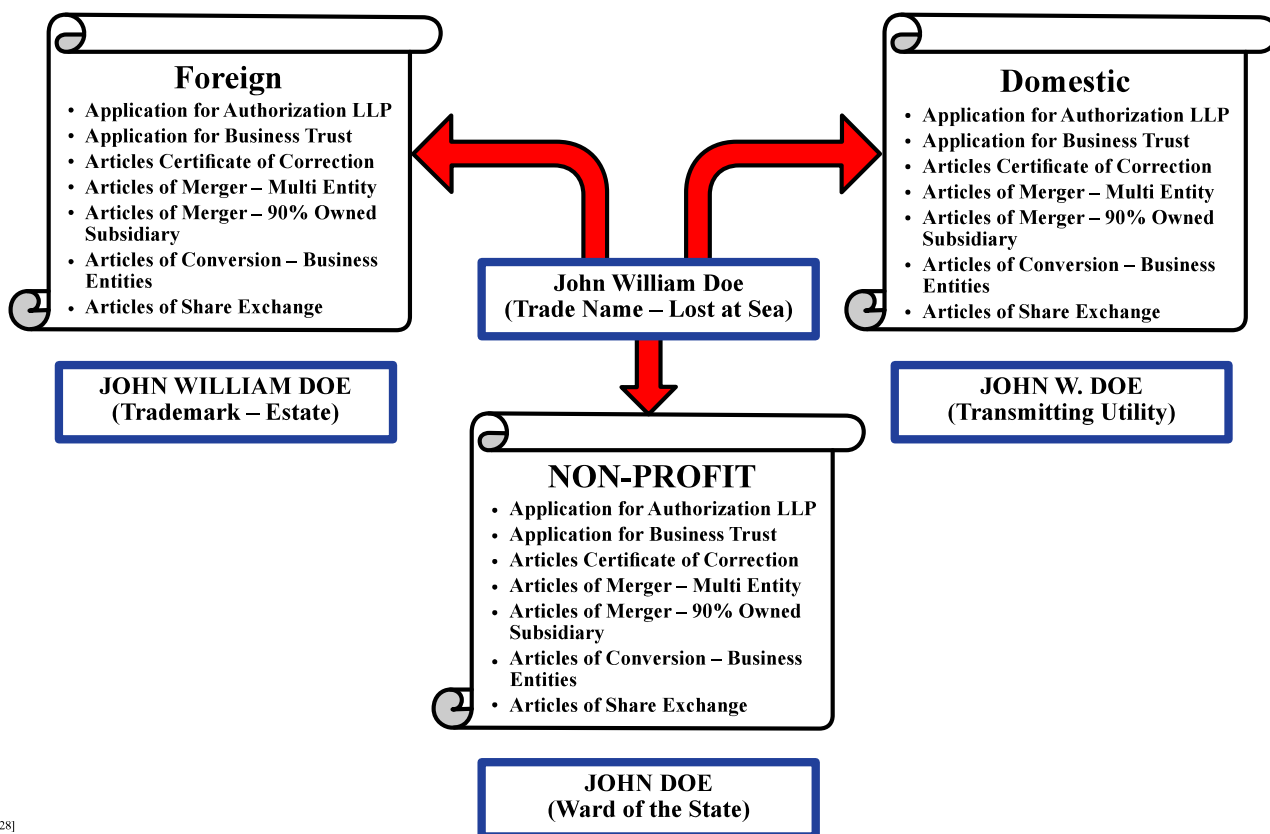 Foreign
• Application for Authorization LLP
• Application for Business Trust
• Articles Certificate of Correction
• Articles of Merger – Multi Entity
• Articles of Merger – 90% Owned
Subsidiary
• Articles of Conversion – Business
Entities
• Articles of Share Exchange
JOHN WILLIAM DOE
(Trademark – Estate)
John William Doe
(Trade Name – Lost at Sea)
Domestic
• Application for Authorization LLP
• Application for Business Trust
• Articles Certificate of Correction
• Articles of Merger – Multi Entity
• Articles of Merger – 90% Owned
Subsidiary
• Articles of Conversion – Business
Entities
• Articles of Share Exchange
JOHN W. DOE
(Transmitting Utility)
NON-PROFIT
• Application for Authorization LLP
• Application for Business Trust
• Articles Certificate of Correction
• Articles of Merger – Multi Entity
• Articles of Merger – 90% Owned
Subsidiary
• Articles of Conversion – Business
Entities
• Articles of Share Exchange
JOHN DOE
(Ward of the State)
28]